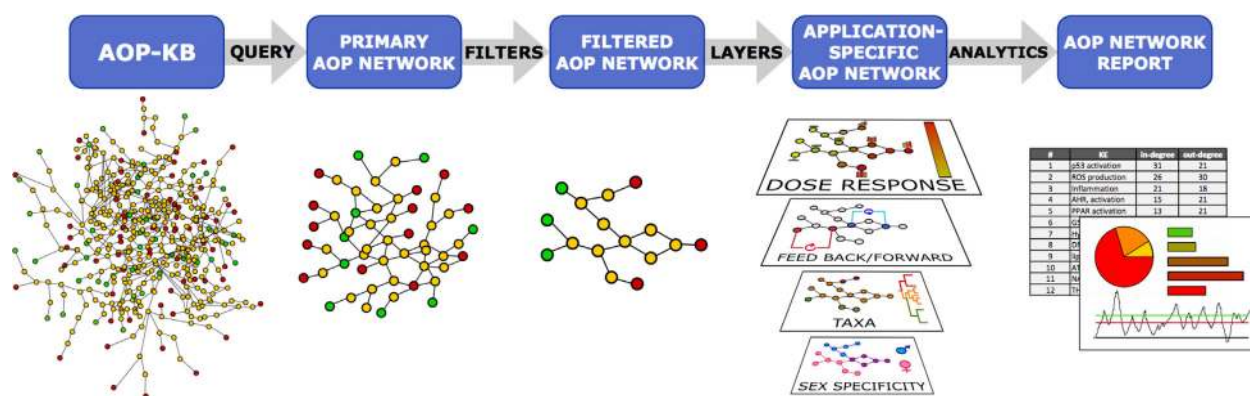 AOP-KB
QUERY
PRIMARY
AOP NETWORK
FILTERS
FILTERED
AOP NETWORK
LAYERS
APPLICATION-
SPECIFIC
AOP NETWORK
ANALYTICS
AOP NETWORK
REPORT
DOSE RESPONSE
FEED BACK/FORWARD
TAXA
SEX SPECIFICITY
# KE in-degree out-degree
1 p53 activation 31 21
2 ROS production 26 30
3 Inflammation 21 18
4 AHR, activation 15 21
5 PPAR activation 13 21
6
7
8
9
10
11
12